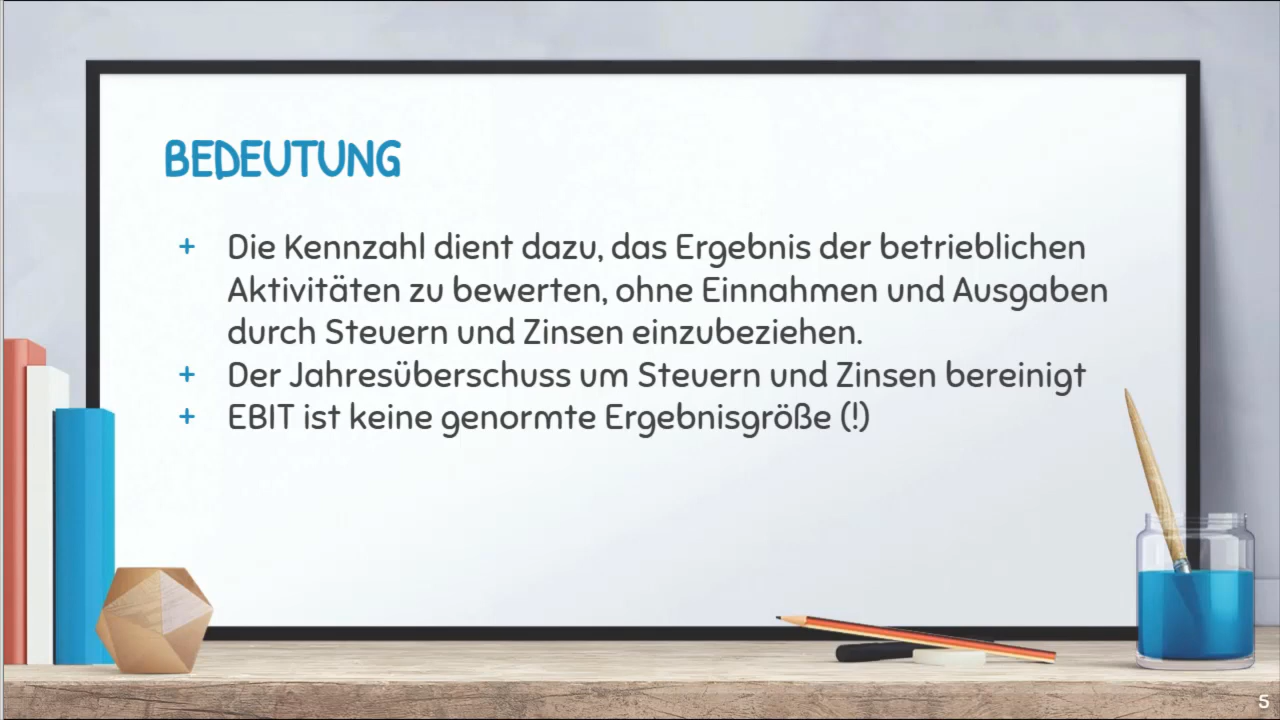 BEDEUTUNG
+ Die Kennzahl dient dazu, das Ergebnis der betrieblichen
Aktivitäten zu bewerten, ohne Einnahmen und Ausgaben
durch Steuern und Zinsen einzubeziehen.
+ Der Jahresüberschuss um Steuern und Zinsen bereinigt
+ EBIT ist keine genormte Ergebnisgröße (!)
5